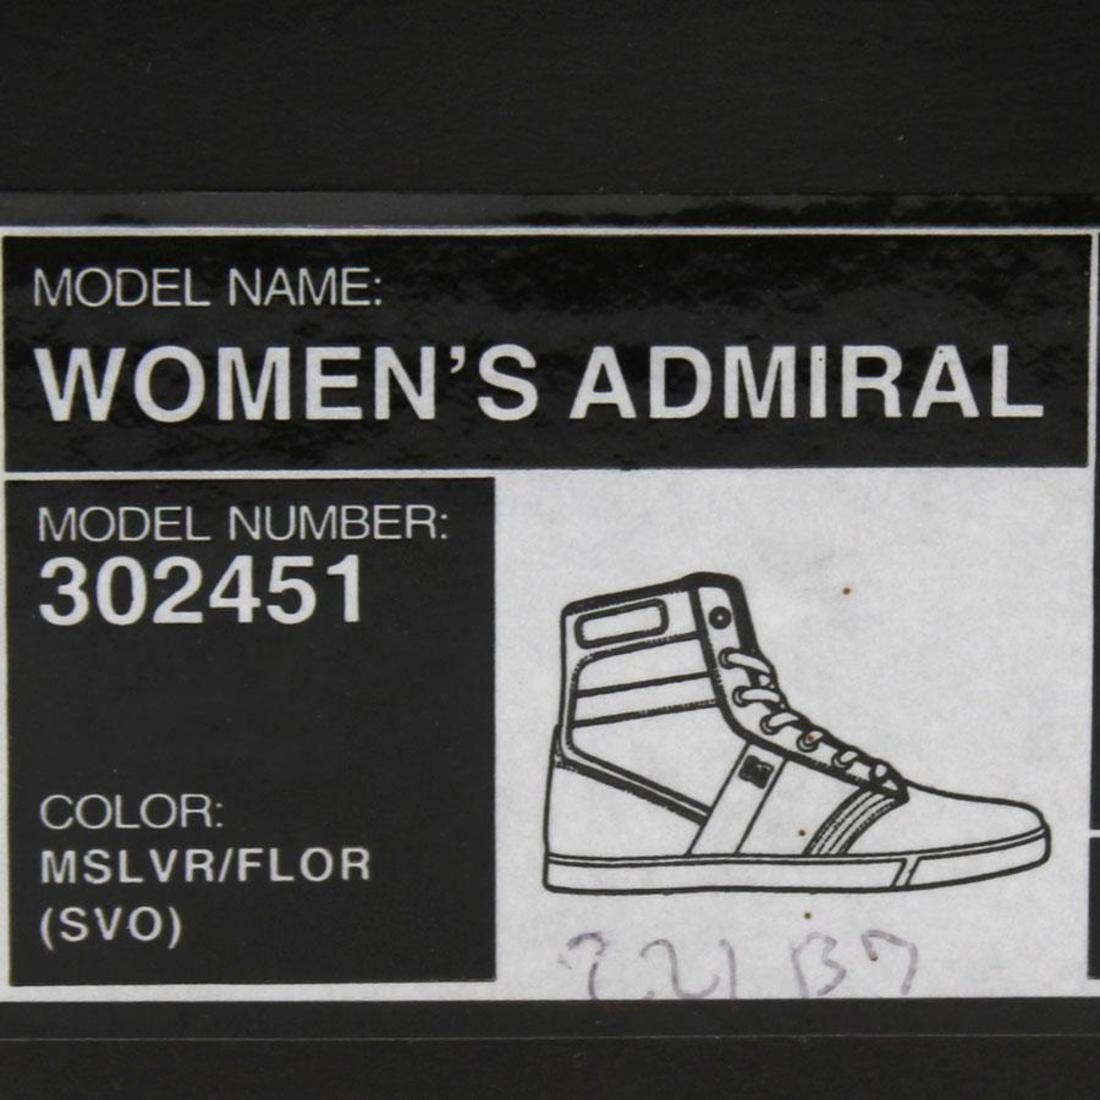 MODEL NAME:
WOMEN'S ADMIRAL
MODEL NUMBER:
302451
COLOR:
MSLVR/FLOR
(SVO)